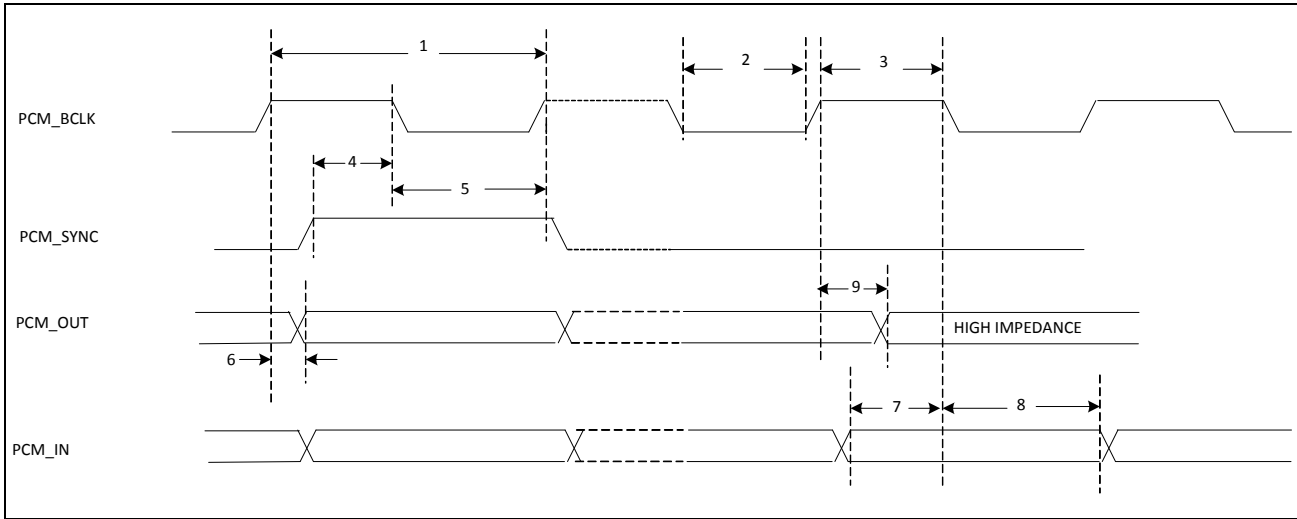 1
2
3
PCM_BCLK
4
5
PCM_SYNC
9
PCM_OUT
HIGH IMPEDANCE
6
7
8
PCM_IN